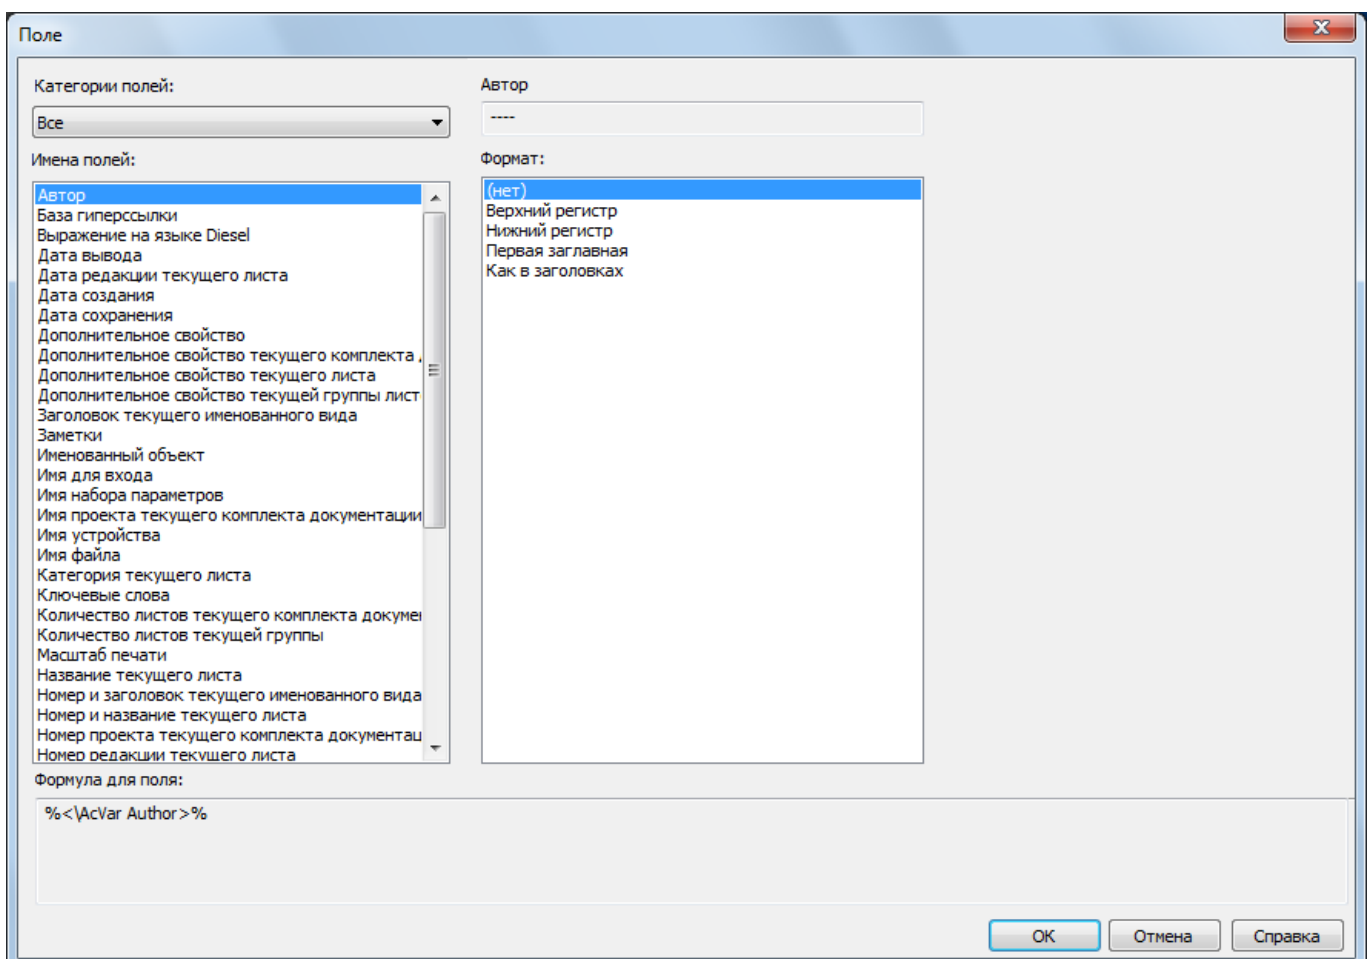 Поле
Категории полей:
Все
Имена полей:
Автор
База гиперссылки
Выражение на языке Diesel
Дата вывода
Дата редакции текущего листа
Дата создания
Дата сохранения
Дополнительное свойство
Дополнительное свойство текущего комплекта
Дополнительное свойство текущего листа
Дополнительное свойство текущей группы лист
Заголовок текущего именованного вида
Заметки
Именованный объект
Имя для входа
Имя набора параметров
Имя проекта текущего комплекта документации
Имя устройства
Имя файла
Категория текущего листа
Ключевые слова
Количество листов текущего комплекта докумен
Количество листов текущей группы
Масштаб печати
Название текущего листа
Номер и заголовок текущего именованного вида
Номер и название текущего листа
Номер проекта текущего комплекта документац
Номер редакции текущего листа
Автор
----
Формат:
(нет)
Верхний регистр
Нижний регистр
Первая заглавная
Как в заголовках
Формула для поля:
%<\AcVar Author>%
ОК
Отмена
Справка